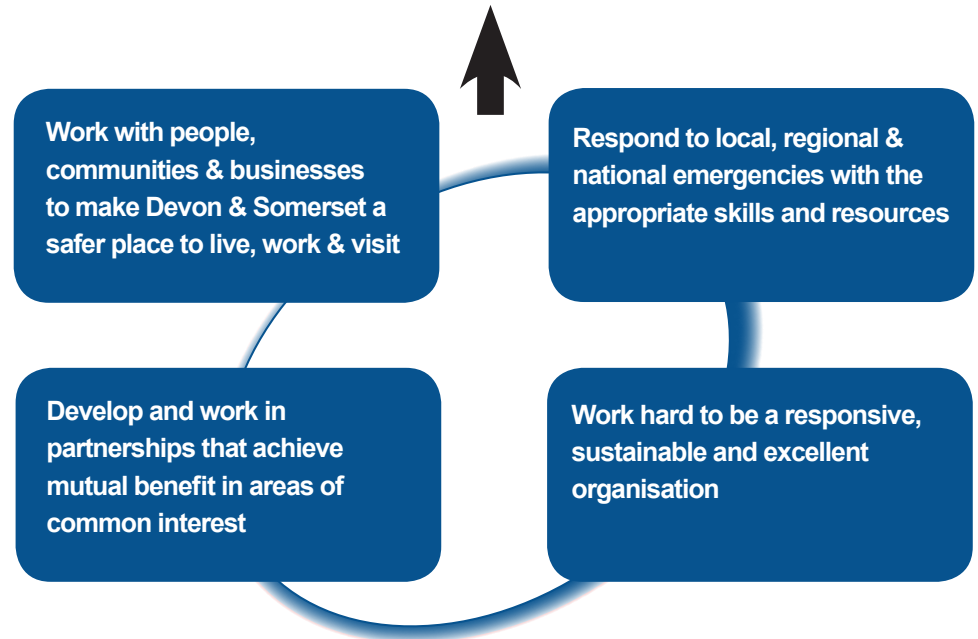 Work with people,
communities & businesses
to make Devon & Somerset a
safer place to live, work & visit
Respond to local, regional &
national emergencies with the
appropriate skills and resources
Develop and work in
partnerships that achieve
mutual benefit in areas of
common interest
Work hard to be a responsive,
sustainable and excellent
organisation